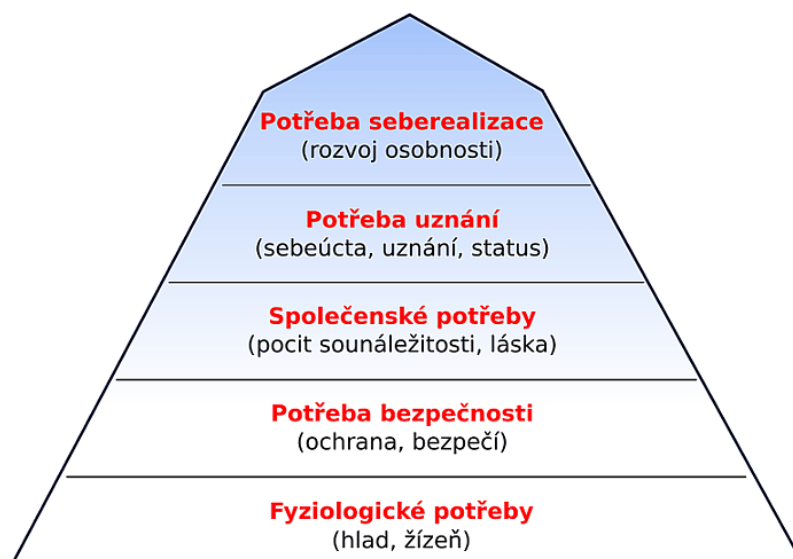 Potřeba seberealizace
(rozvoj osobnosti)
Potřeba uznání
(sebeúcta, uznání, status)
Společenské potřeby
(pocit sounáležitosti, láska)
Potřeba bezpečnosti
(ochrana, bezpečí)
Fyziologické potřeby
(hlad, žízeň)